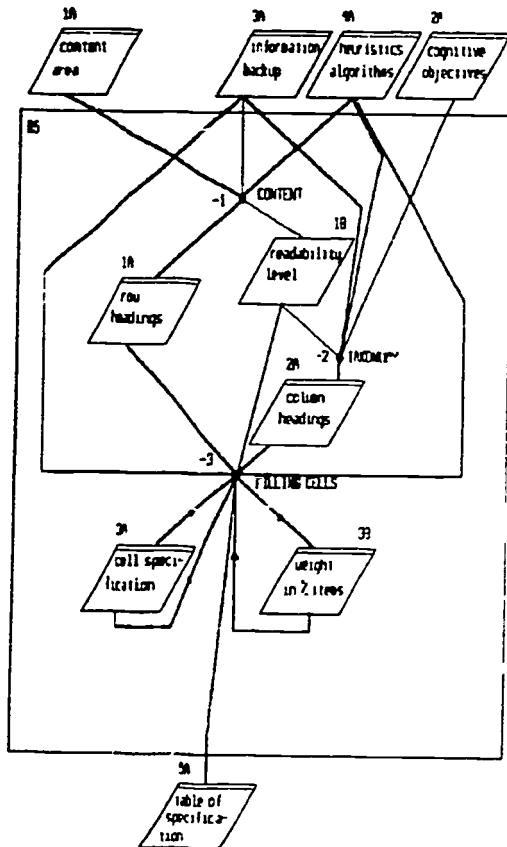 1A
3A
4A
2A
content
area
information
backup
heuristics
algorithms
cognitive
objectives
B5
-1
CONTENT
1B
1A
readability
level
row
headings
-2
2A
column
headings
-3
FILLING CELLS
3A
3B
cell speci-
fication
weight
in % items
5A
Table of
specifica-
tion